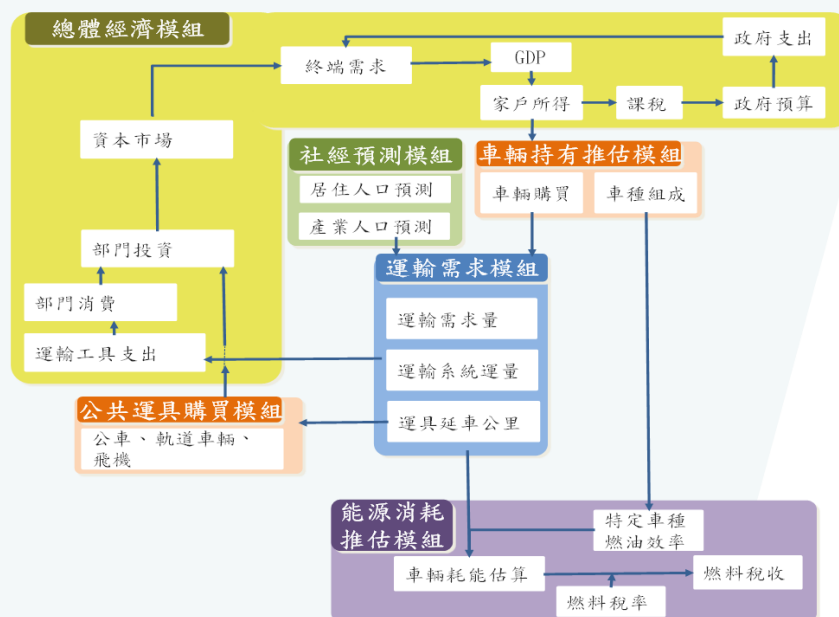 總體經濟模組
終端需求
GDP
政府支出
家戶所得
課稅
政府預算
資本市場
社經預測模組
居住人口預測
產業人口預測
車輛持有推估模組
車輛購買
車種組成
部門投資
部門消費
運輸工具支出
運輸需求模組
運輸需求量
運輸系統運量
運具延車公里
公共運具購買模組
公車、軌道車輛、
飛機
能源消耗
推估模組
特定車種
燃油效率
車輛耗能估算
燃料稅收
燃料稅率